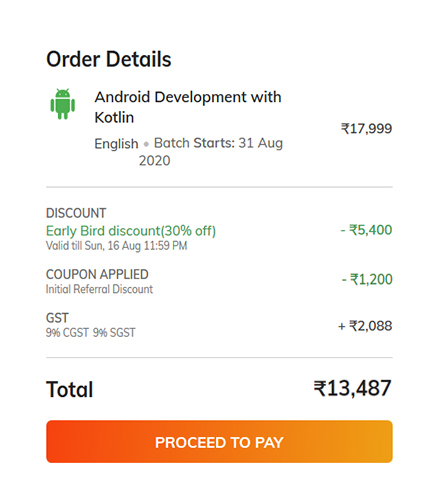 Order Details
Android Development with
Kotlin
₹17,999
English • Batch Starts: 31 Aug
2020
DISCOUNT
Early Bird discount(30% off)
- ₹5,400
Valid till Sun, 16 Aug 11:59 PM
COUPON APPLIED
- ₹1,200
Initial Referral Discount
GST
+ ₹2,088
9% CGST 9% SGST
Total
₹13,487
PROCEED TO PAY